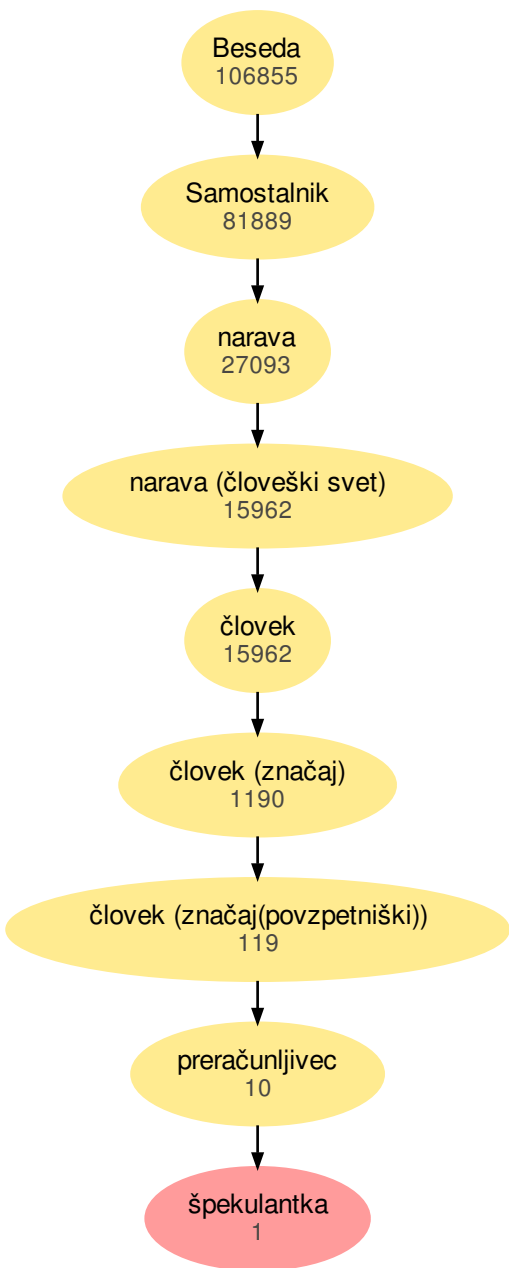 Beseda
106855
Samostalnik
81889
narava
27093
narava (človeški svet)
15962
človek
15962
človek (značaj)
1190
človek (značaj(povzpetniški))
119
preračunljivec
10
špekulantka
1